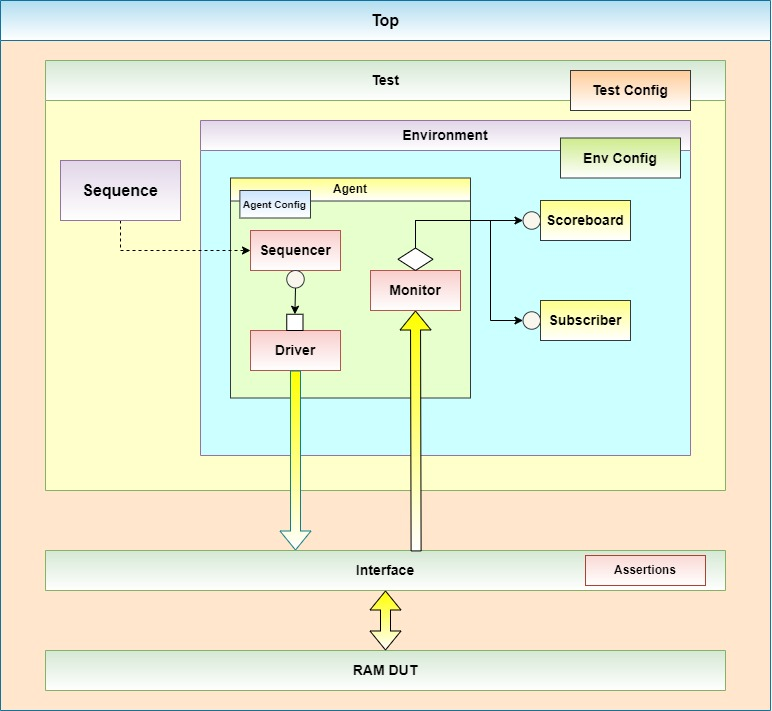 Top
Test
Test Config
Environment
Env Config
Sequence
Agent
Agent Config
Sequencer
Scoreboard
Monitor
Subscriber
Driver
Interface
Assertions
RAM DUT